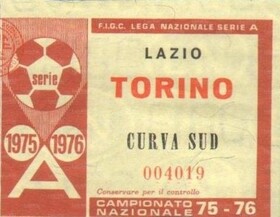 F.I.G.C. LEGA NAZIONALE SERIE A
LAZIO
TORINO
CURVA SUD
004019
Conservare per il controllo
CAMPIONATO
NAZIONALE 75-76
serie
1975 1976
A